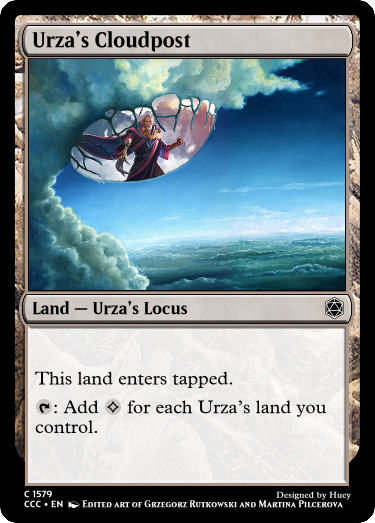 Urza's Cloudpost
Land — Urza's Locus
This land enters tapped.
: Add for each Urza's land you
control.
C 1579
Designed by Huey
CCC • EN Edited art of Grzegorz Rutkowski and Martina Pilcerova